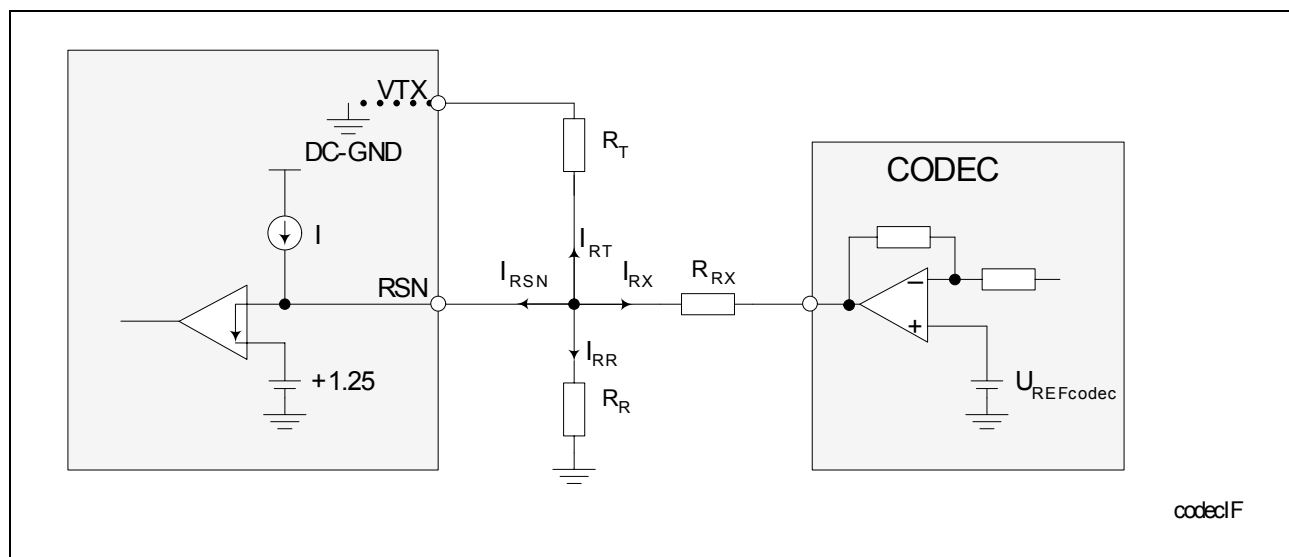 VTX
DC-GND
I
RSN
+1.25
R_T
I_RT
I_RSN
I_RX
R_RX
I_RR
R_R
CODEC
−
+
U_REFcodec
codecIF